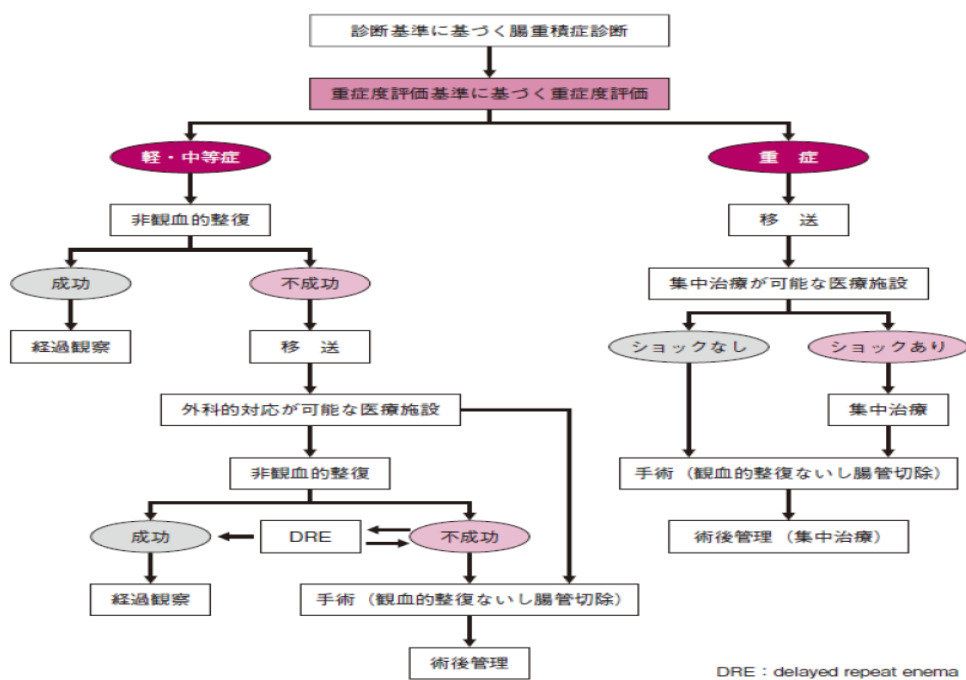 診断基準に基づく腸重積症診断
重症度評価基準に基づく重症度評価
軽・中等症
重 症
非観血的整復
移 送
成功
不成功
集中治療が可能な医療施設
経過観察
移 送
ショックなし
ショックあり
外科的対応が可能な医療施設
集中治療
非観血的整復
手術（観血的整復ないし腸管切除）
成功
DRE
不成功
術後管理（集中治療）
経過観察
手術（観血的整復ないし腸管切除）
術後管理
DRE：delayed repeat enema